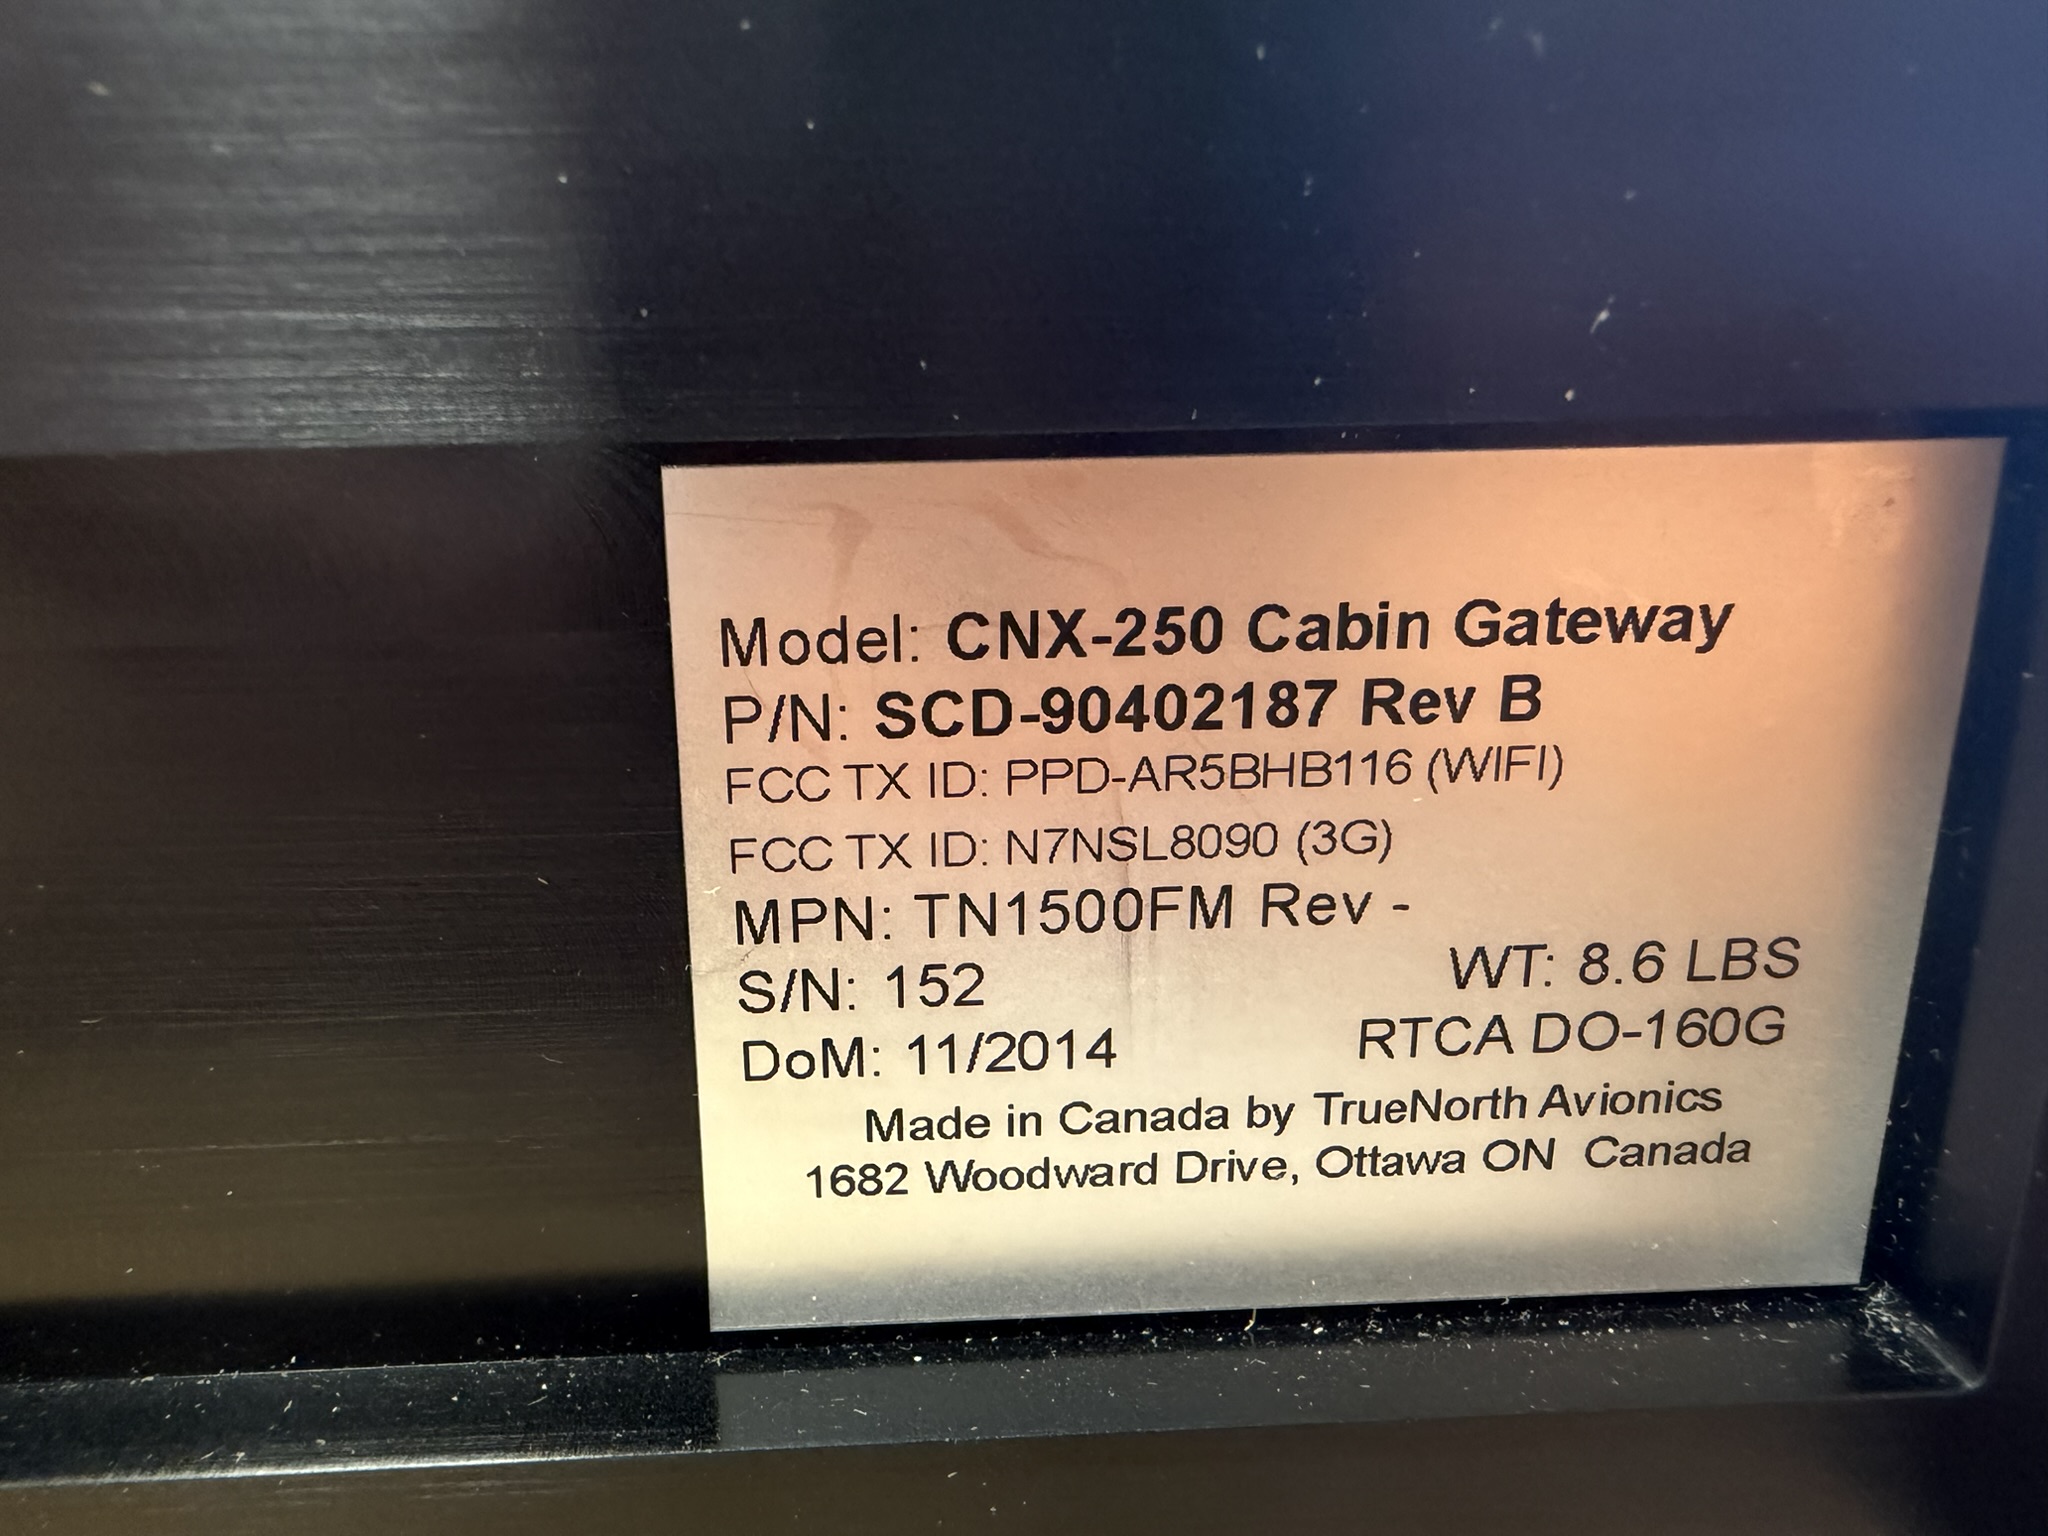 Model: CNX-250 Cabin Gateway
P/N: SCD-90402187 Rev B
FCC TX ID: PPD-AR5BHB116 (WIFI)
FCC TX ID: N7NSL8090 (3G)
MPN: TN1500FM Rev -
S/N: 152 WT: 8.6 LBS
DoM: 11/2014 RTCA DO-160G
Made in Canada by TrueNorth Avionics
1682 Woodward Drive, Ottawa ON Canada